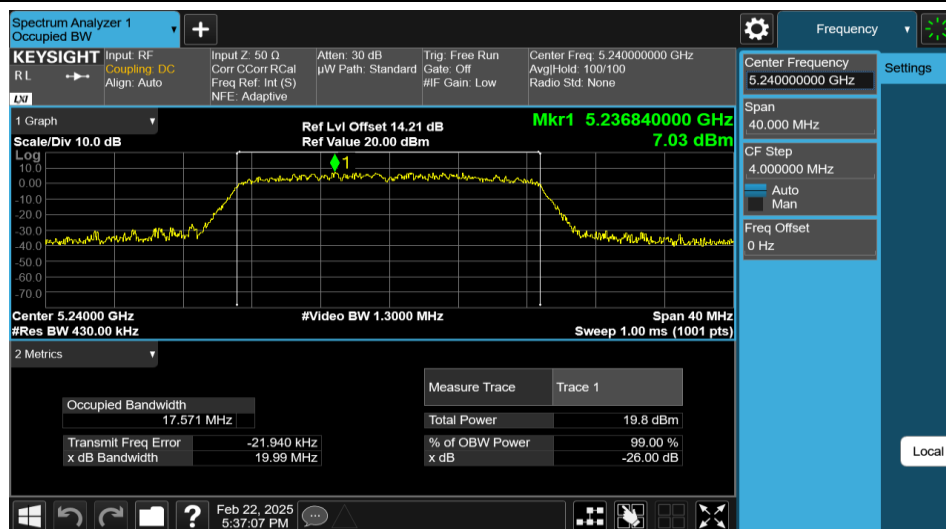 Spectrum Analyzer 1
Occupied BW
+
Frequency
KEYSIGHT
R L
LXI
Input: RF
Coupling: DC
Align: Auto
Input Z: 50 Ω
Corr CCorr RCal
Freq Ref: Int (S)
NFE: Adaptive
Atten: 30 dB
µW Path: Standard
Trig: Free Run
Gate: Off
#IF Gain: Low
Center Freq: 5.240000000 GHz
Avg|Hold: 100/100
Radio Std: None
Center Frequency
5.240000000 GHz
Settings
Span
40.000 MHz
CF Step
4.000000 MHz
Auto
Man
Freq Offset
0 Hz
Local
1 Graph
Scale/Div 10.0 dB
Ref Lvl Offset 14.21 dB
Ref Value 20.00 dBm
Mkr1 5.236840000 GHz
7.03 dBm
Log
1
10.0
0.00
-10.0
-20.0
-30.0
-40.0
-50.0
-60.0
-70.0
Center 5.24000 GHz
#Res BW 430.00 kHz
#Video BW 1.3000 MHz
Span 40 MHz
Sweep 1.00 ms (1001 pts)
2 Metrics
Measure Trace Trace 1
Occupied Bandwidth
17.571 MHz
Total Power 19.8 dBm
Transmit Freq Error -21.940 kHz
% of OBW Power 99.00 %
x dB Bandwidth 19.99 MHz
x dB -26.00 dB
?
Feb 22, 2025
5:37:07 PM